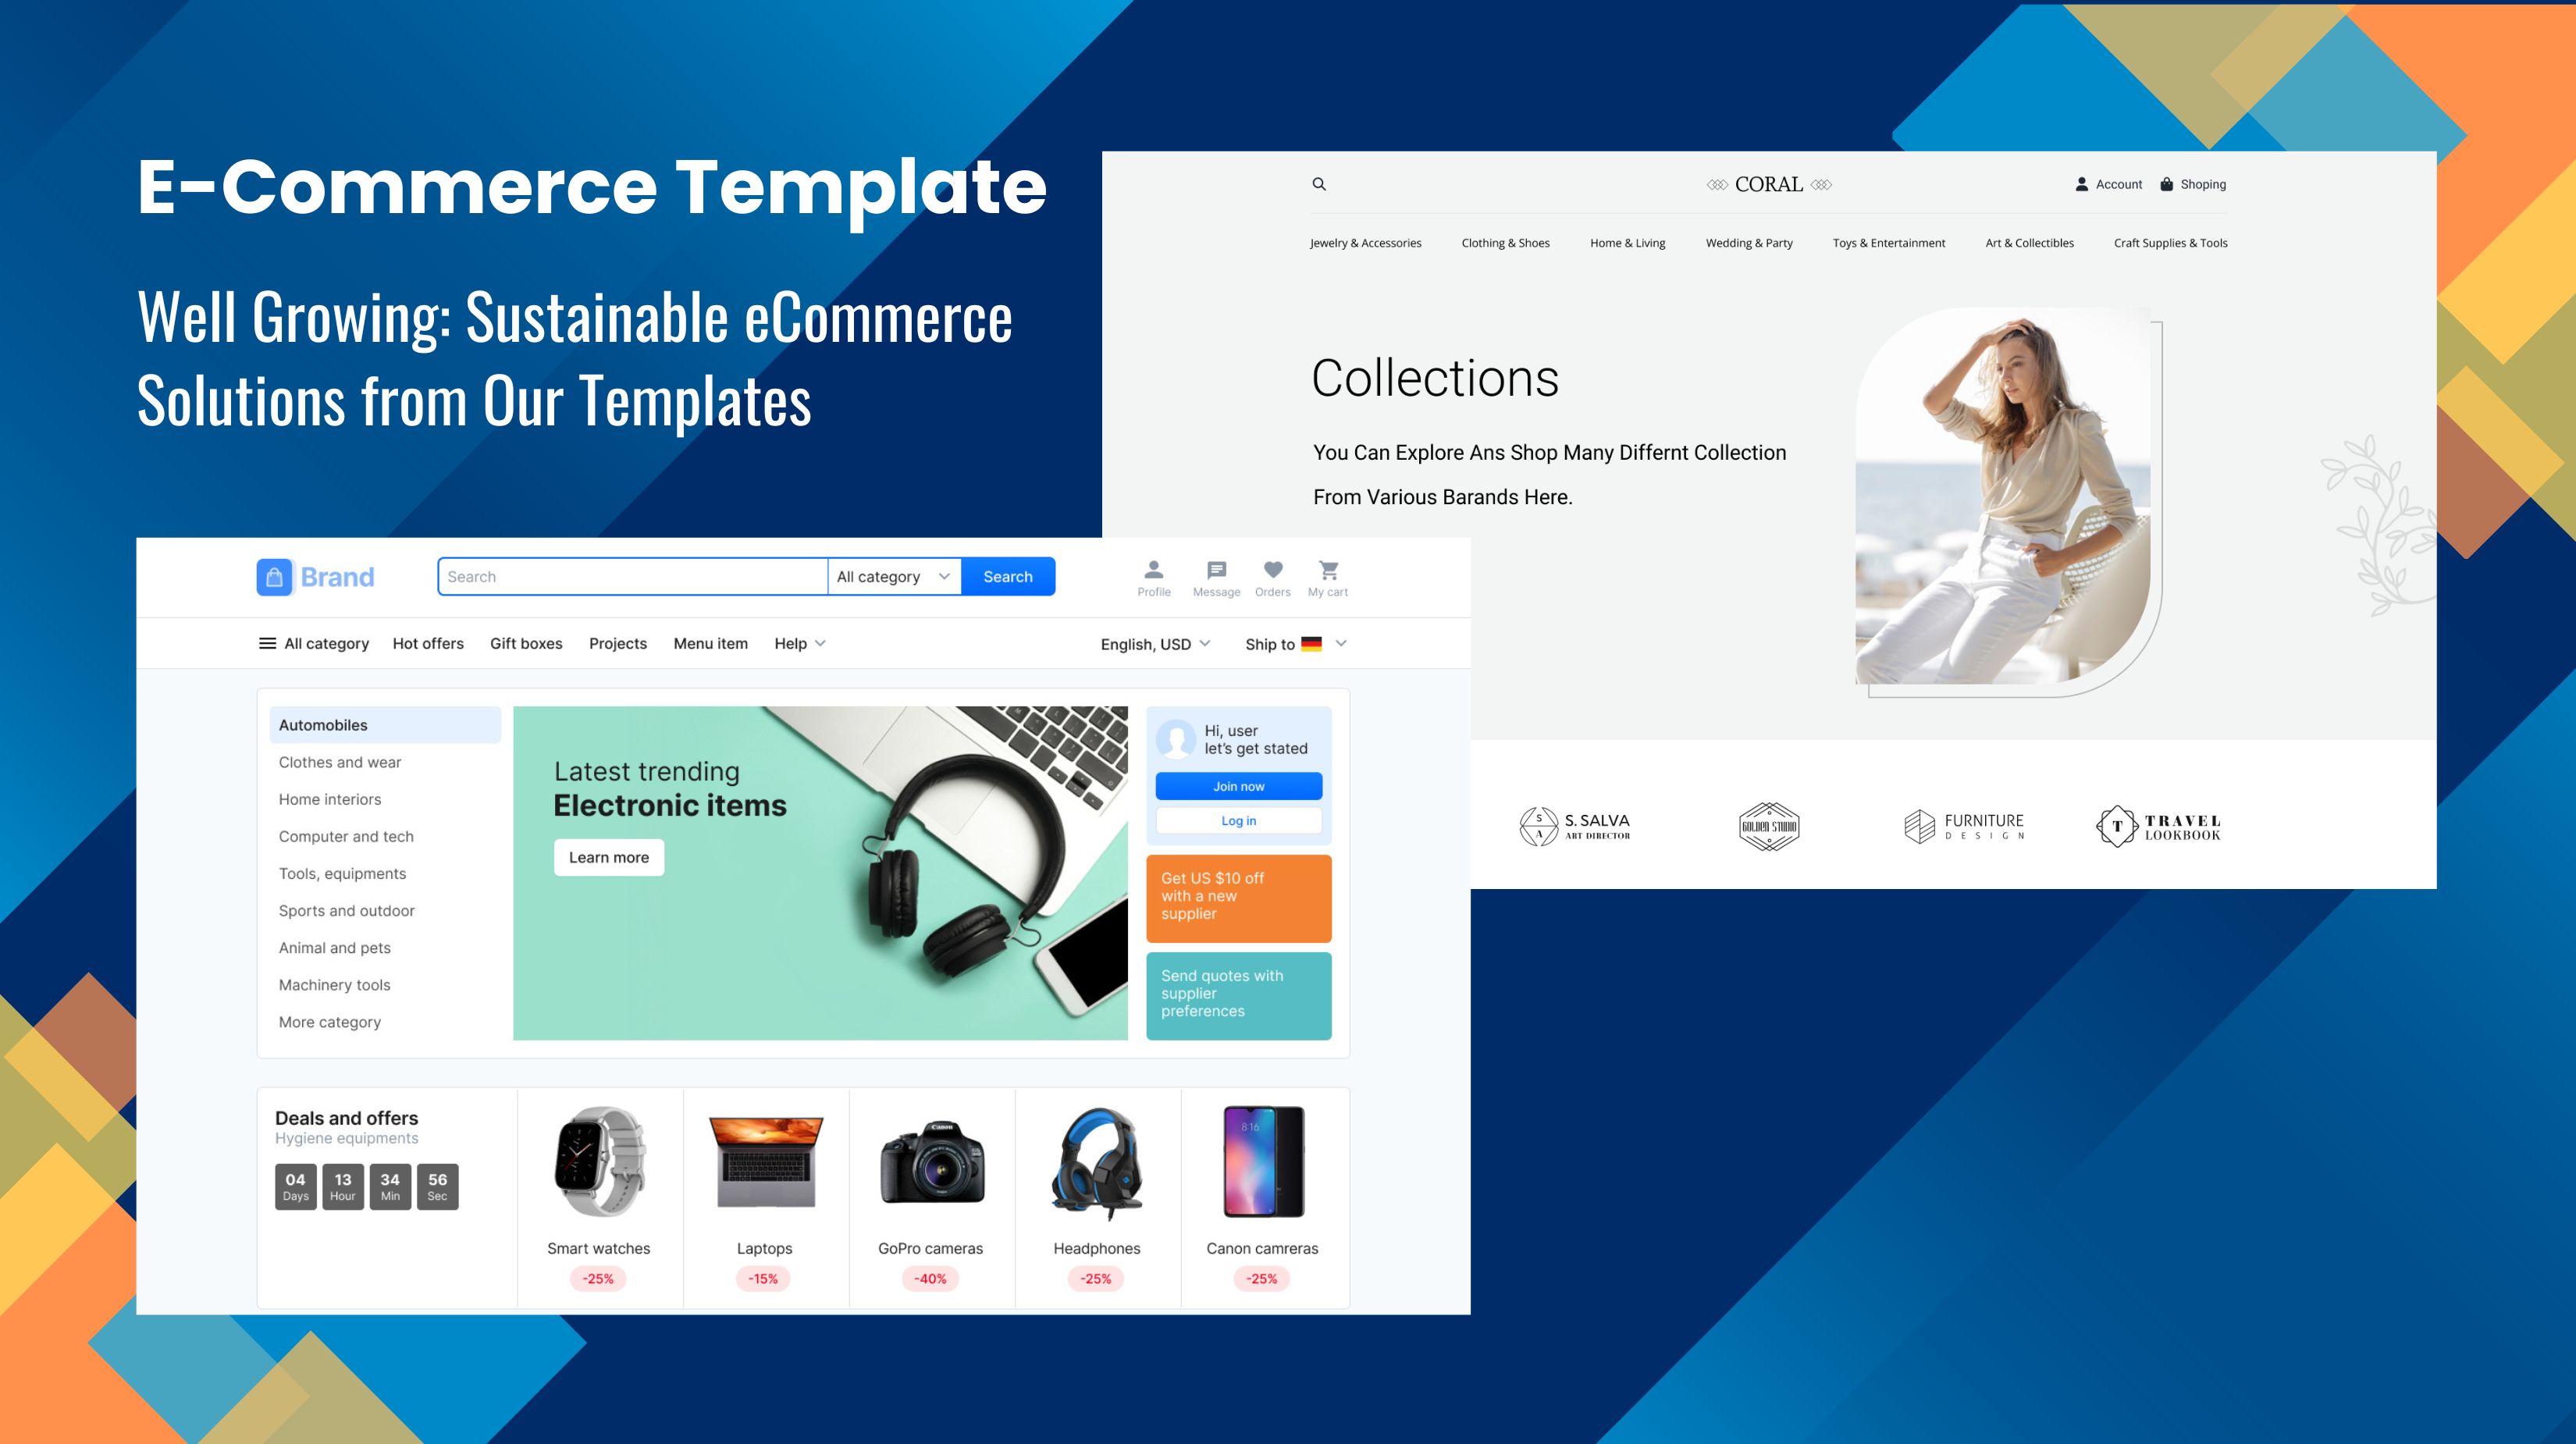 E-Commerce Template
Well Growing: Sustainable eCommerce
Solutions from Our Templates
CORAL
Account
Shoping
Jewelry & Accessories
Clothing & Shoes
Home & Living
Wedding & Party
Toys & Entertainment
Art & Collectibles
Craft Supplies & Tools
Collections
You Can Explore Ans Shop Many Differnt Collection
From Various Barands Here.
S
A
S. SALVA
ART DIRECTOR
GOLDEN STUDIO
FURNITURE
DESIGN
T
TRAVEL
LOOKBOOK
Brand
Search
All category
Search
Profile
Message
Orders
My cart
All category
Hot offers
Gift boxes
Projects
Menu item
Help
English, USD
Ship to
Automobiles
Clothes and wear
Home interiors
Computer and tech
Tools, equipments
Sports and outdoor
Animal and pets
Machinery tools
More category
Latest trending
Electronic items
Learn more
Hi, user
let's get stated
Join now
Log in
Get US $10 off
with a new
supplier
Send quotes with
supplier
preferences
Deals and offers
Hygiene equipments
04
Days
13
Hour
34
Min
56
Sec
Canon
8:16
Smart watches
-25%
Laptops
-15%
GoPro cameras
-40%
Headphones
-25%
Canon camreras
-25%